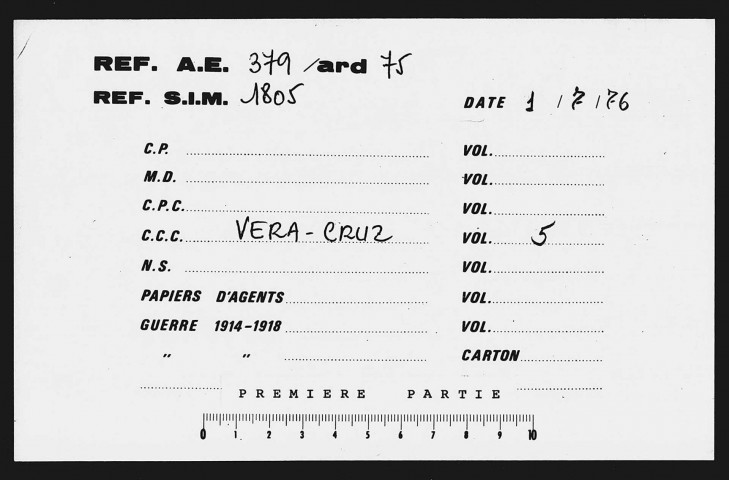 REF. A.E. 379 /ard 75
REF. S.I.M. 1805
DATE 1 / 7 / 76
C.P. VOL.
M.D. VOL.
C.P.C. VOL.
C.C.C. VERA-CRUZ VOL. 5
N.S. VOL.
PAPIERS D'AGENTS VOL.
GUERRE 1914-1918 VOL.
" " CARTON
PREMIERE PARTIE
0 1 2 3 4 5 6 7 8 9 10